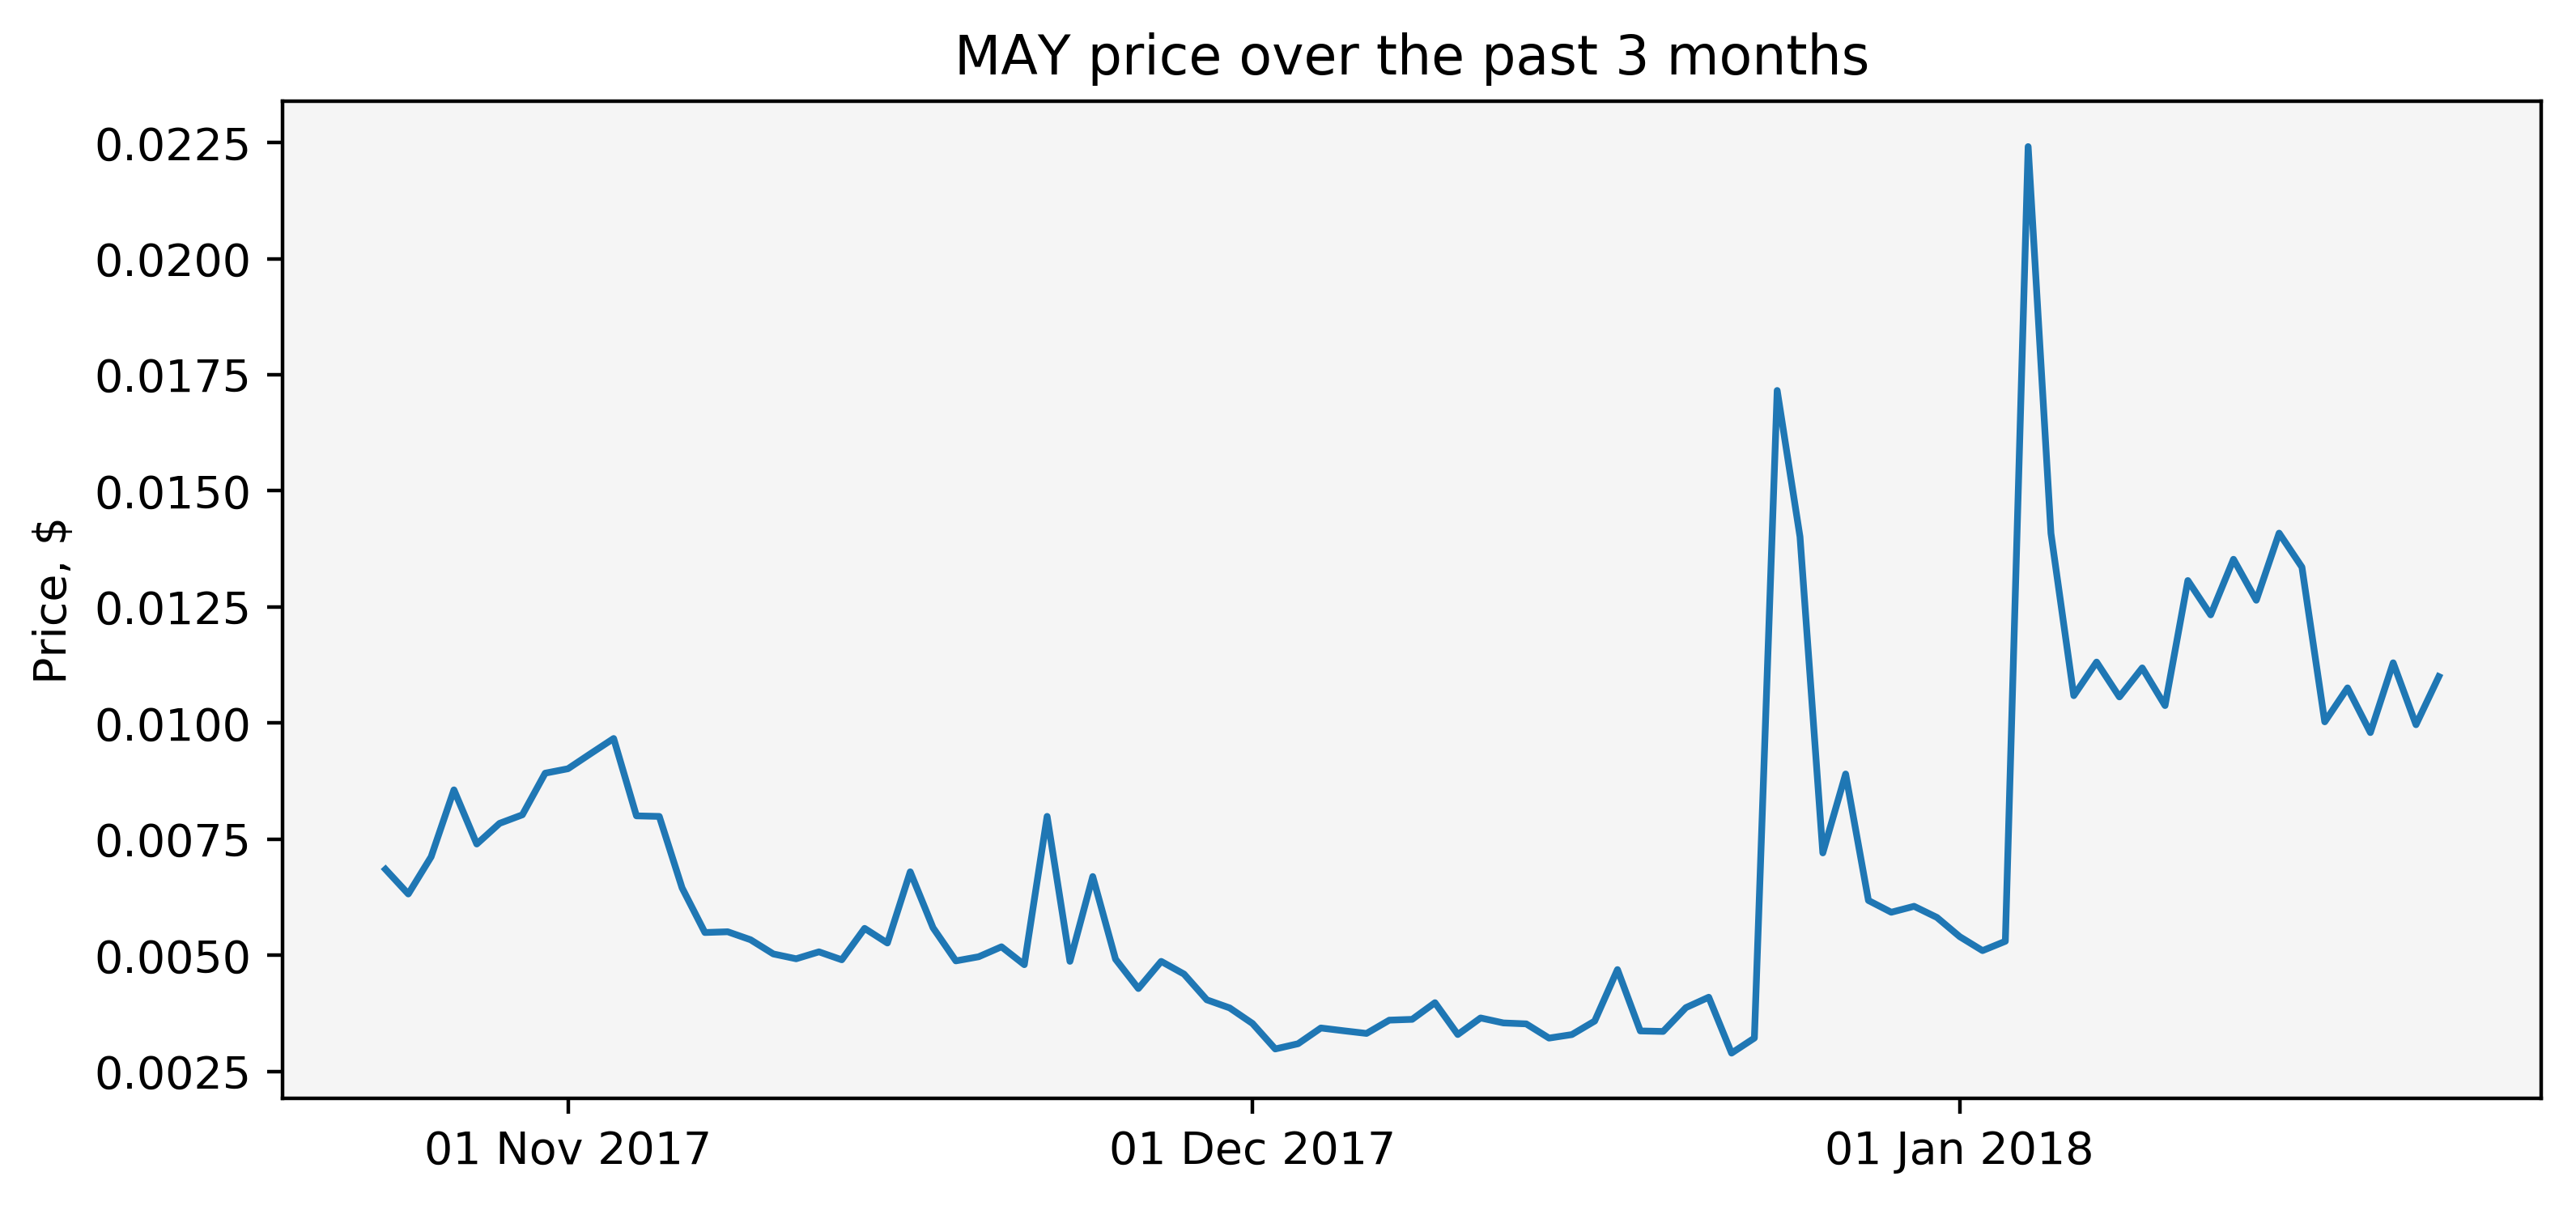 MAY price over the past 3 months
0.0225
0.0200
0.0175
0.0150
0.0125
0.0100
0.0075
0.0050
0.0025
Price, $
01 Nov 2017
01 Dec 2017
01 Jan 2018